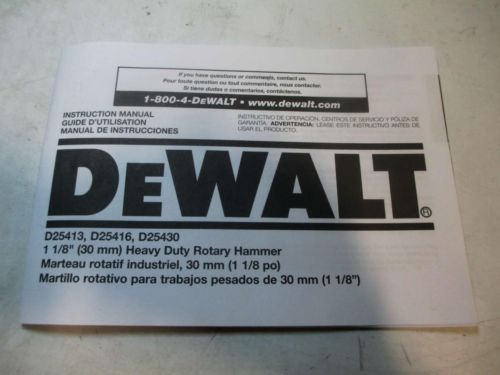 If you have questions or comments, contact us.
Pour toute question ou tout commentaire, nous contacter.
Si tiene dudas o comentarios, contáctenos.
1-800-4-DEWALT • www.dewalt.com
INSTRUCTION MANUAL
GUIDE D'UTILISATION
MANUAL DE INSTRUCCIONES
INSTRUCTIVO DE OPERACIÓN, CENTROS DE SERVICIO Y PÓLIZA DE
GARANTÍA. ADVERTENCIA: LÉASE ESTE INSTRUCTIVO ANTES DE
USAR EL PRODUCTO.
DEWALT®
D25413, D25416, D25430
1 1/8" (30 mm) Heavy Duty Rotary Hammer
Marteau rotatif industriel, 30 mm (1 1/8 po)
Martillo rotativo para trabajos pesados de 30 mm (1 1/8")